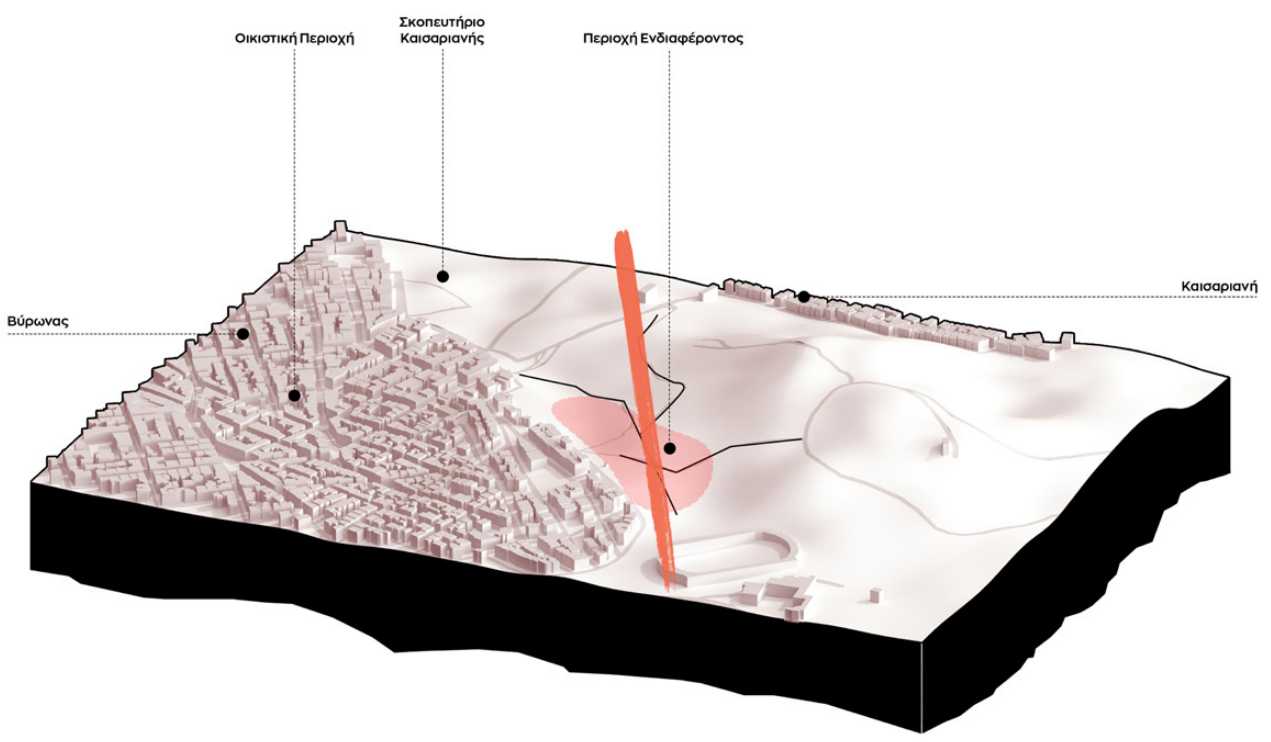 Σκοπευτήριο
Καισαριανής
Οικιστική Περιοχή
Περιοχή Ενδιαφέροντος
Καισαριανή
Βύρωνας